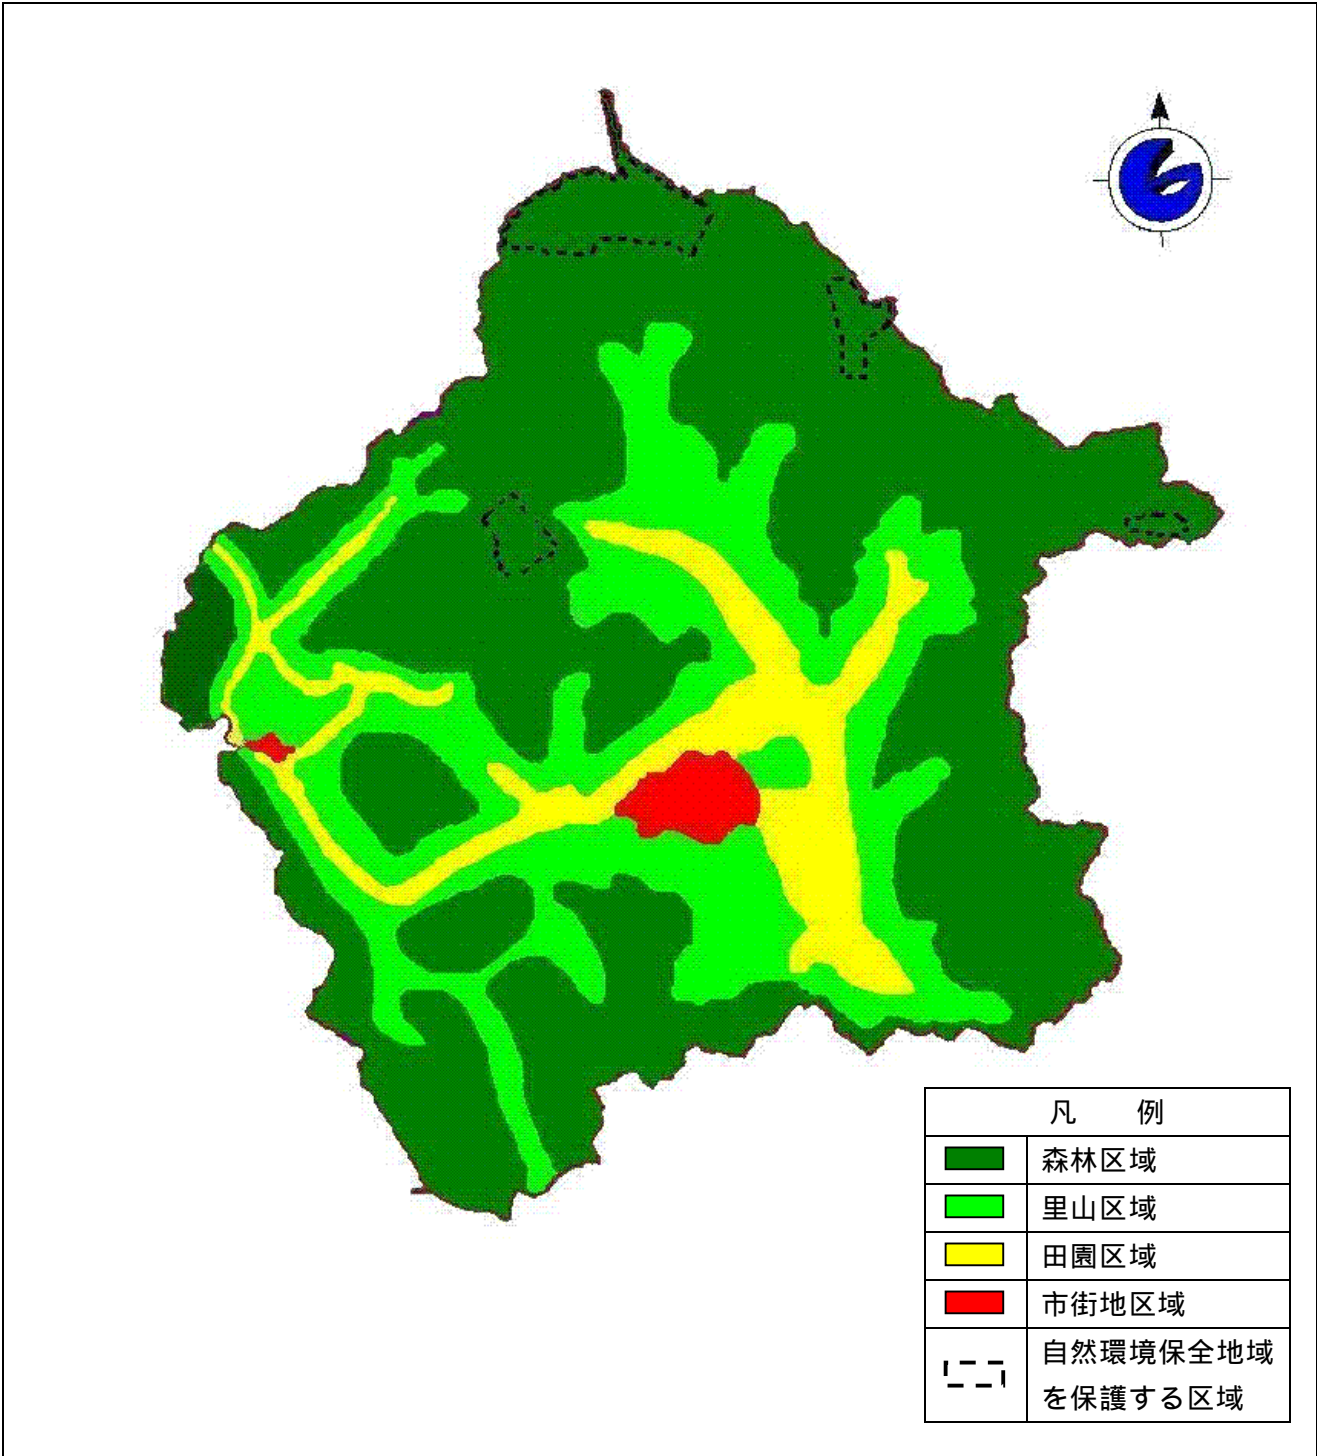 凡　例
森林区域
里山区域
田園区域
市街地区域
自然環境保全地域
を保護する区域